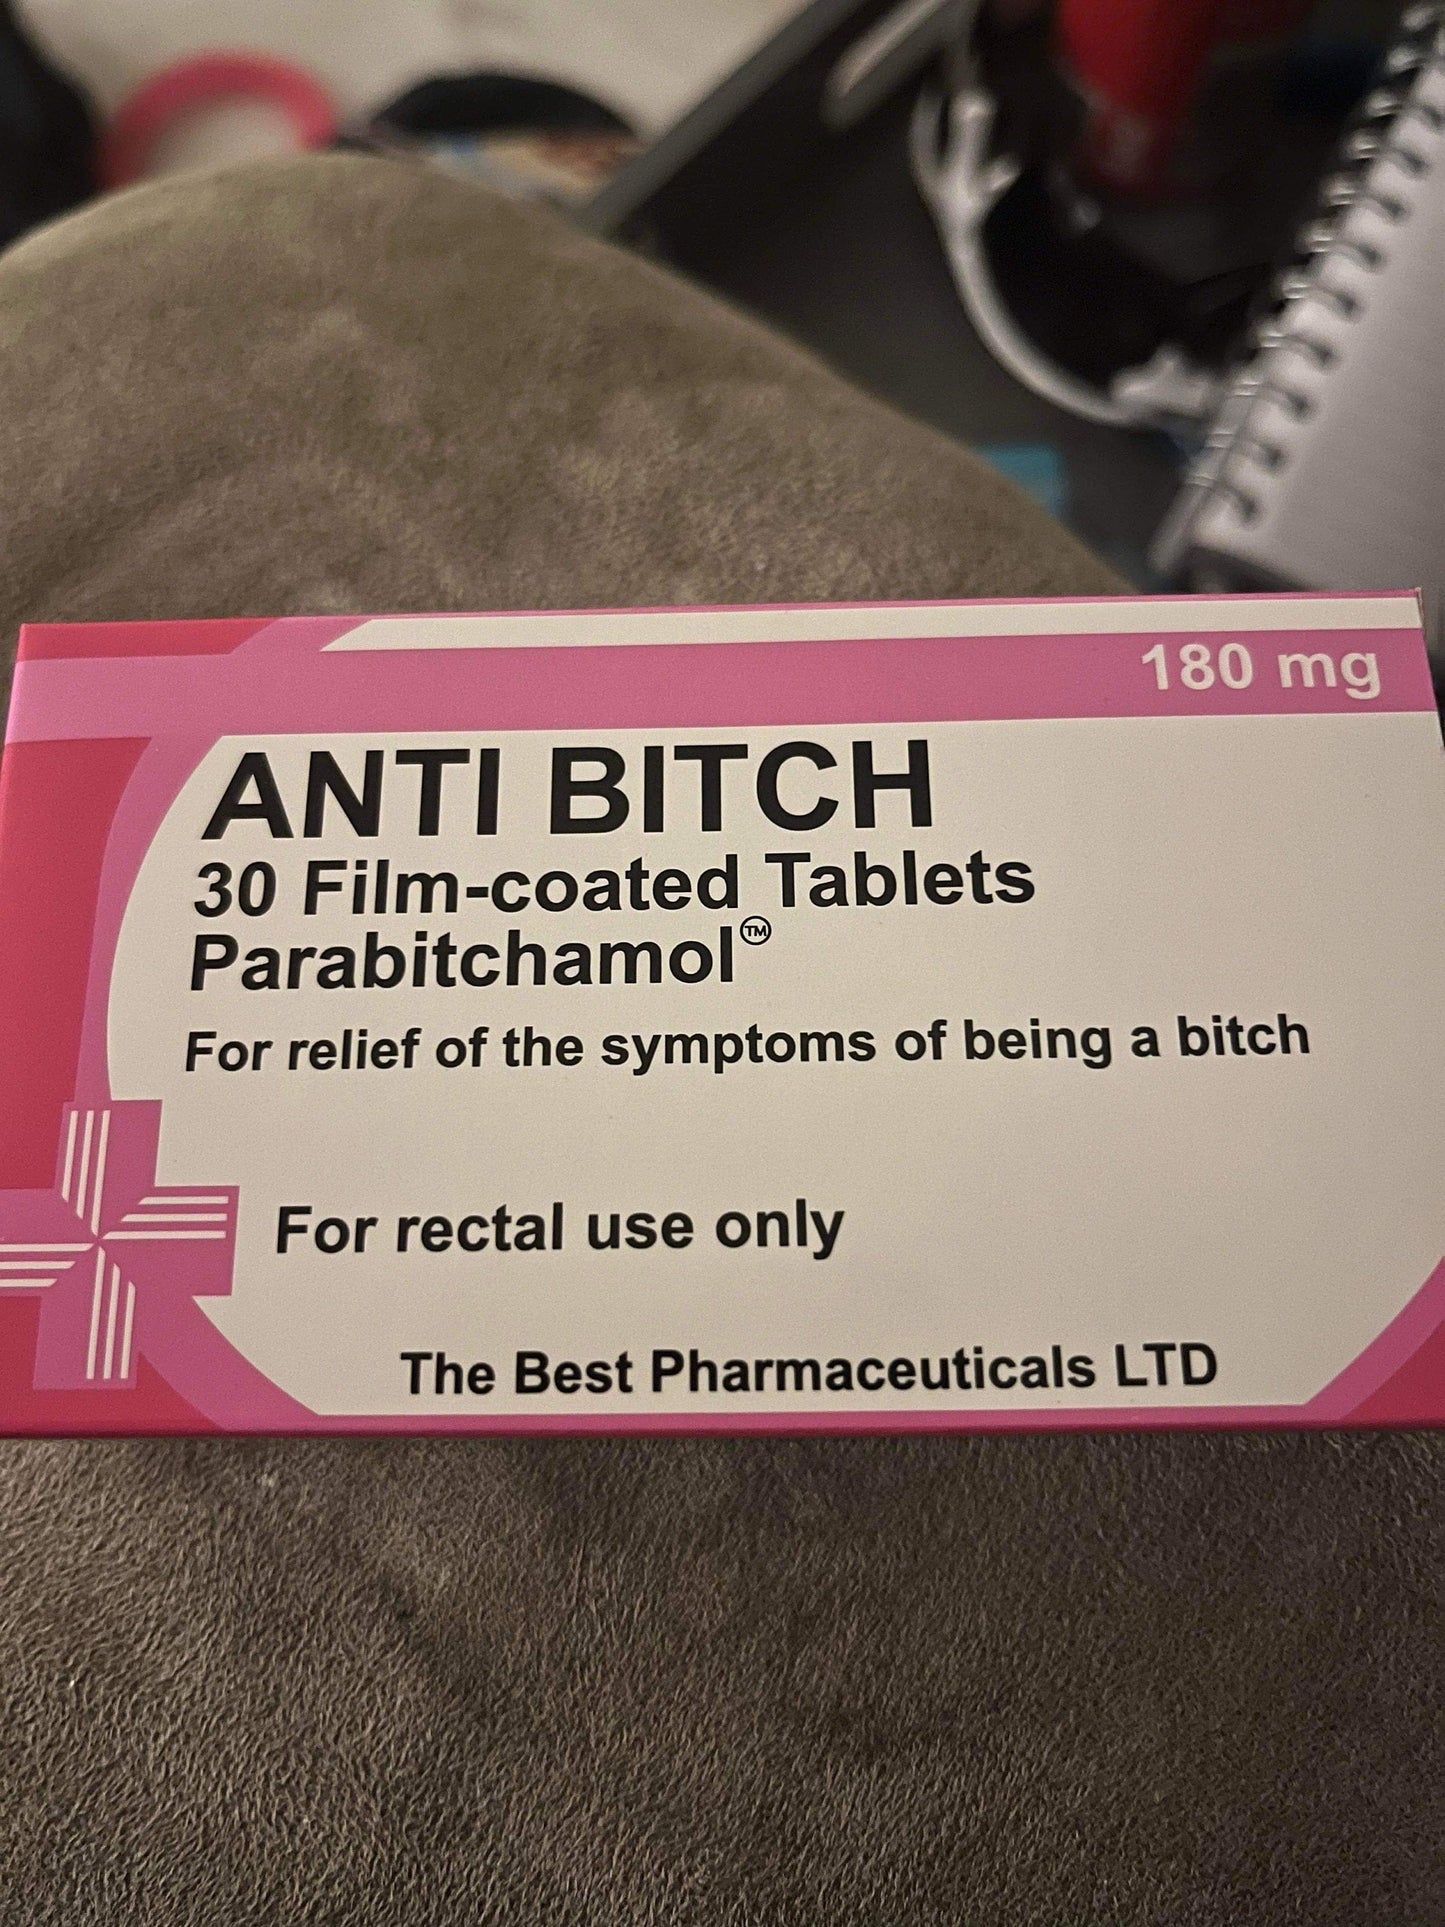 180 mg
ANTI BITCH
30 Film-coated Tablets
Parabitchamol™
For relief of the symptoms of being a bitch
For rectal use only
The Best Pharmaceuticals LTD